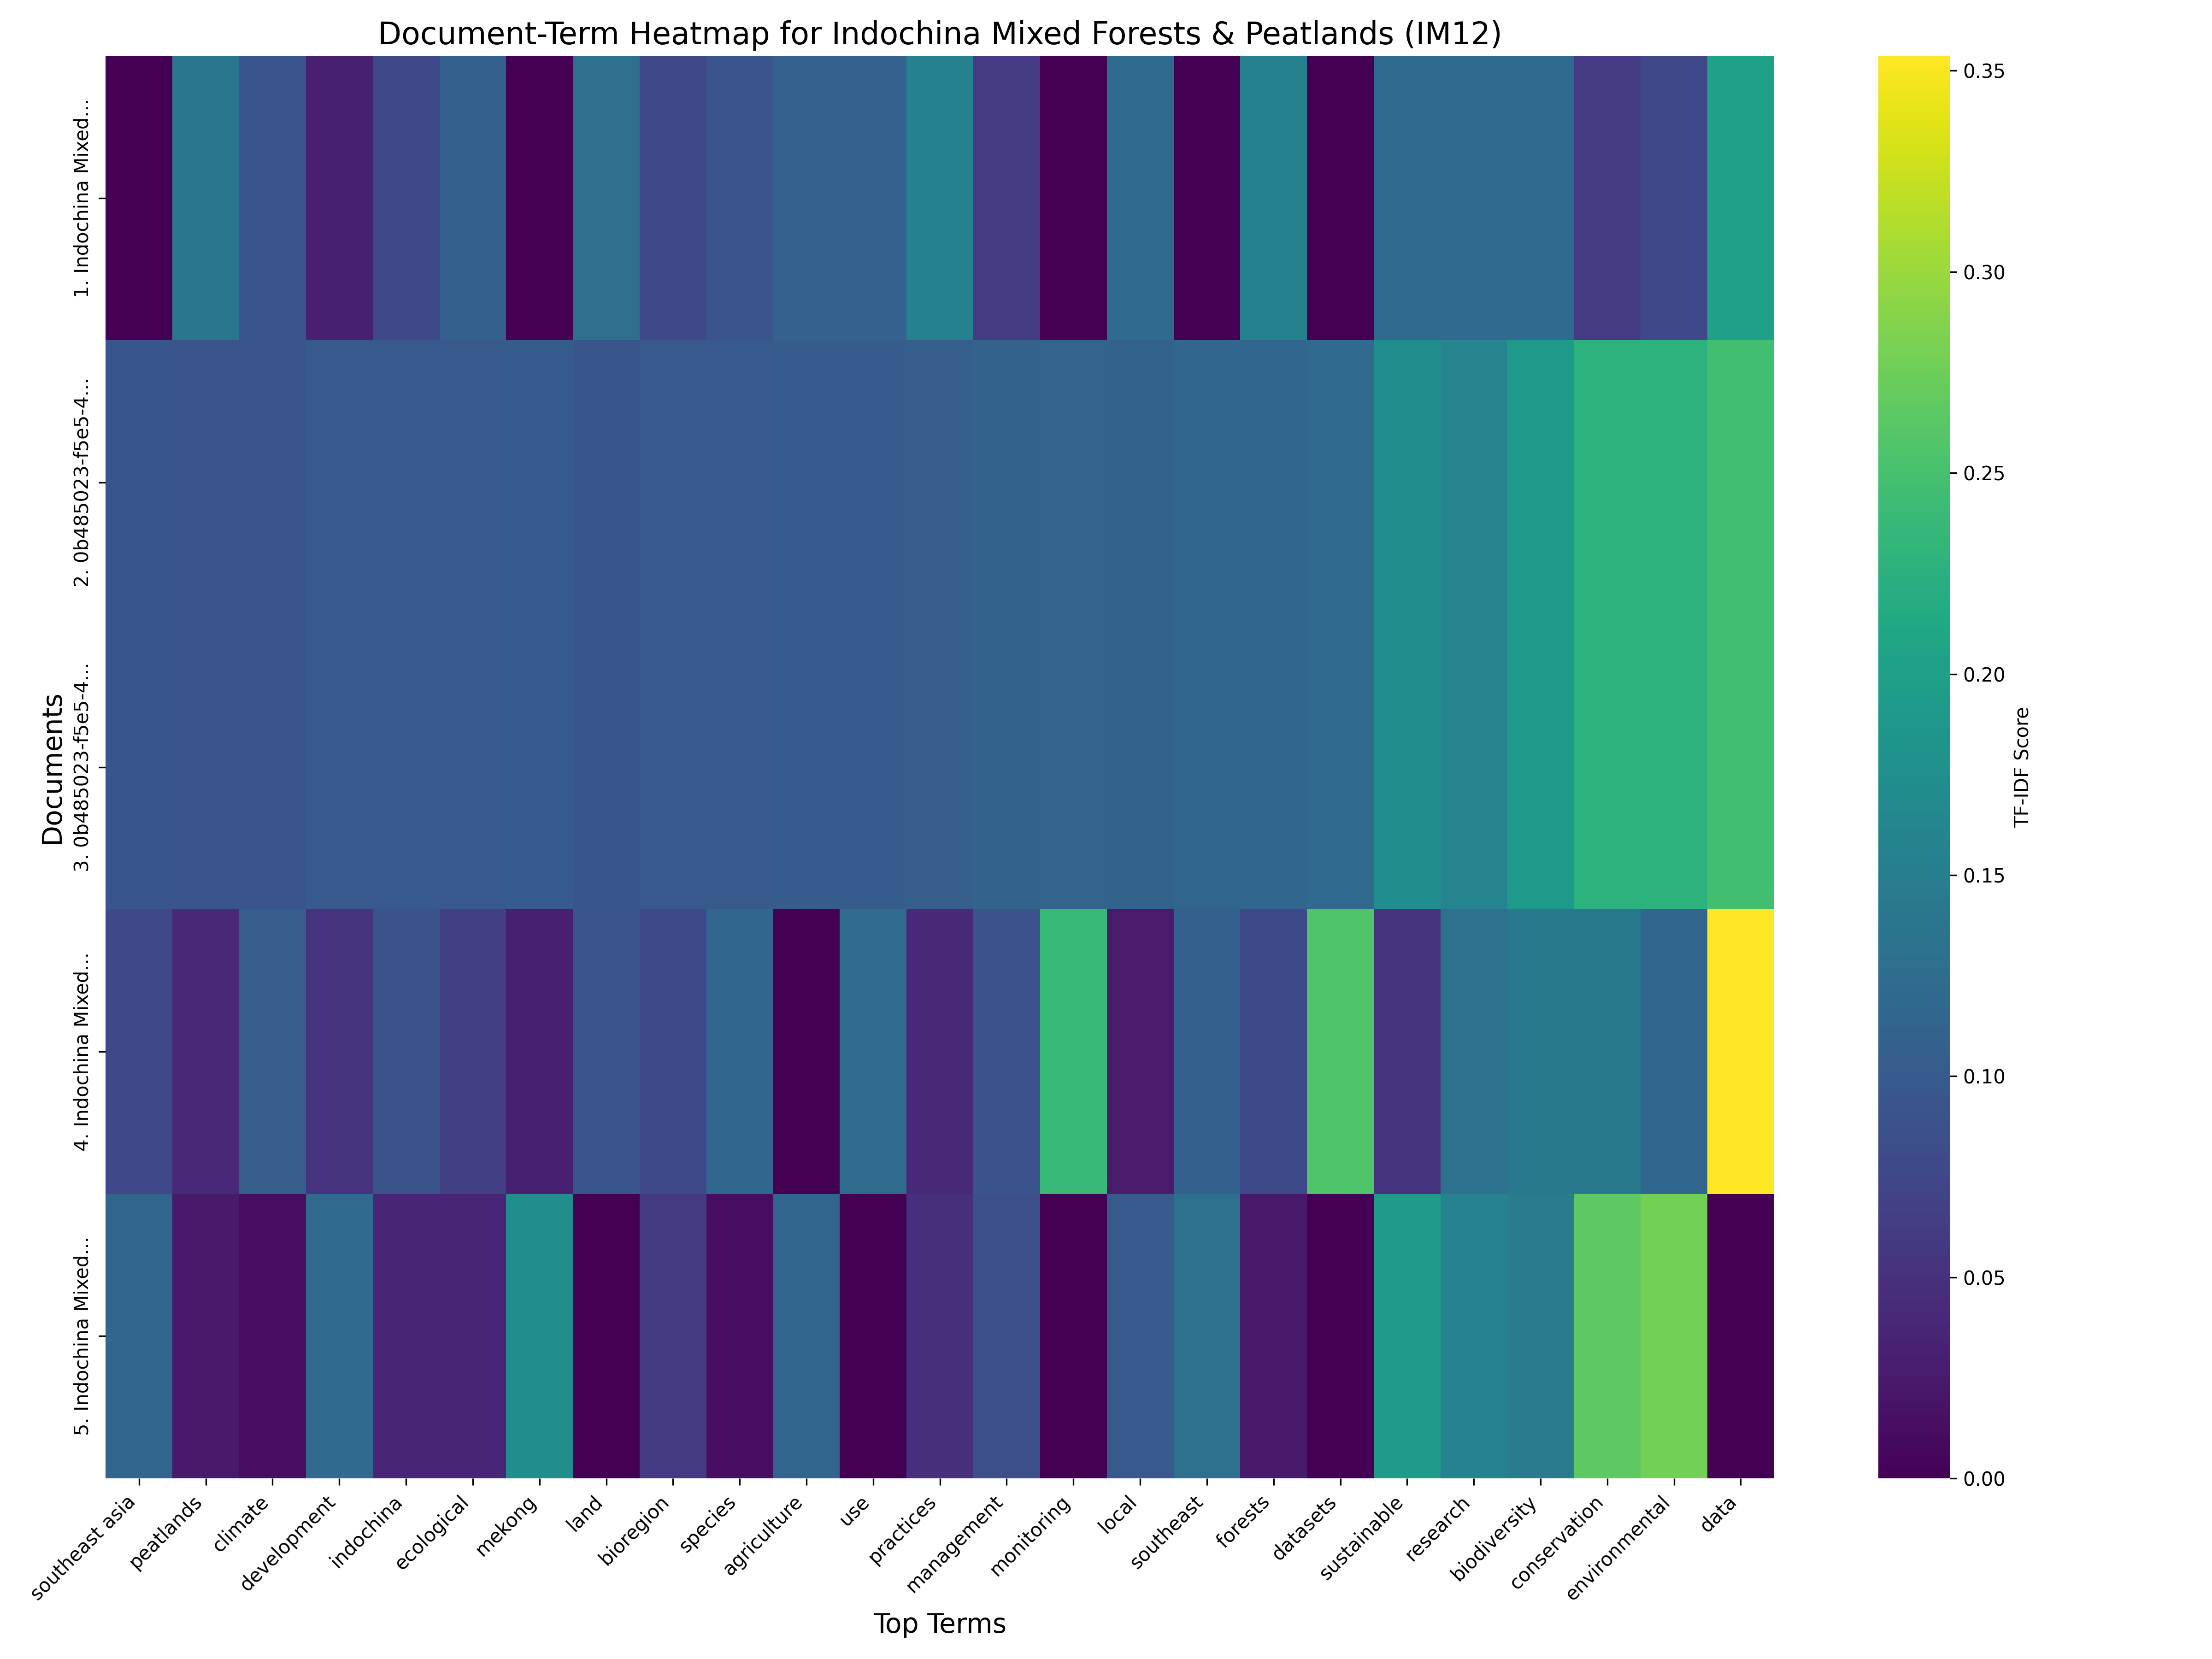 Document-Term Heatmap for Indochina Mixed Forests & Peatlands (IM12)
Documents
1. Indochina Mixed...
2. 0b485023-f5e5-4...
3. 0b485023-f5e5-4...
4. Indochina Mixed...
5. Indochina Mixed...
southeast asia
peatlands
climate
development
indochina
ecological
mekong
land
bioregion
species
agriculture
use
practices
management
monitoring
local
southeast
forests
datasets
sustainable
research
biodiversity
conservation
environmental
data
Top Terms
0.35
0.30
0.25
0.20
0.15
0.10
0.05
0.00
TF-IDF Score